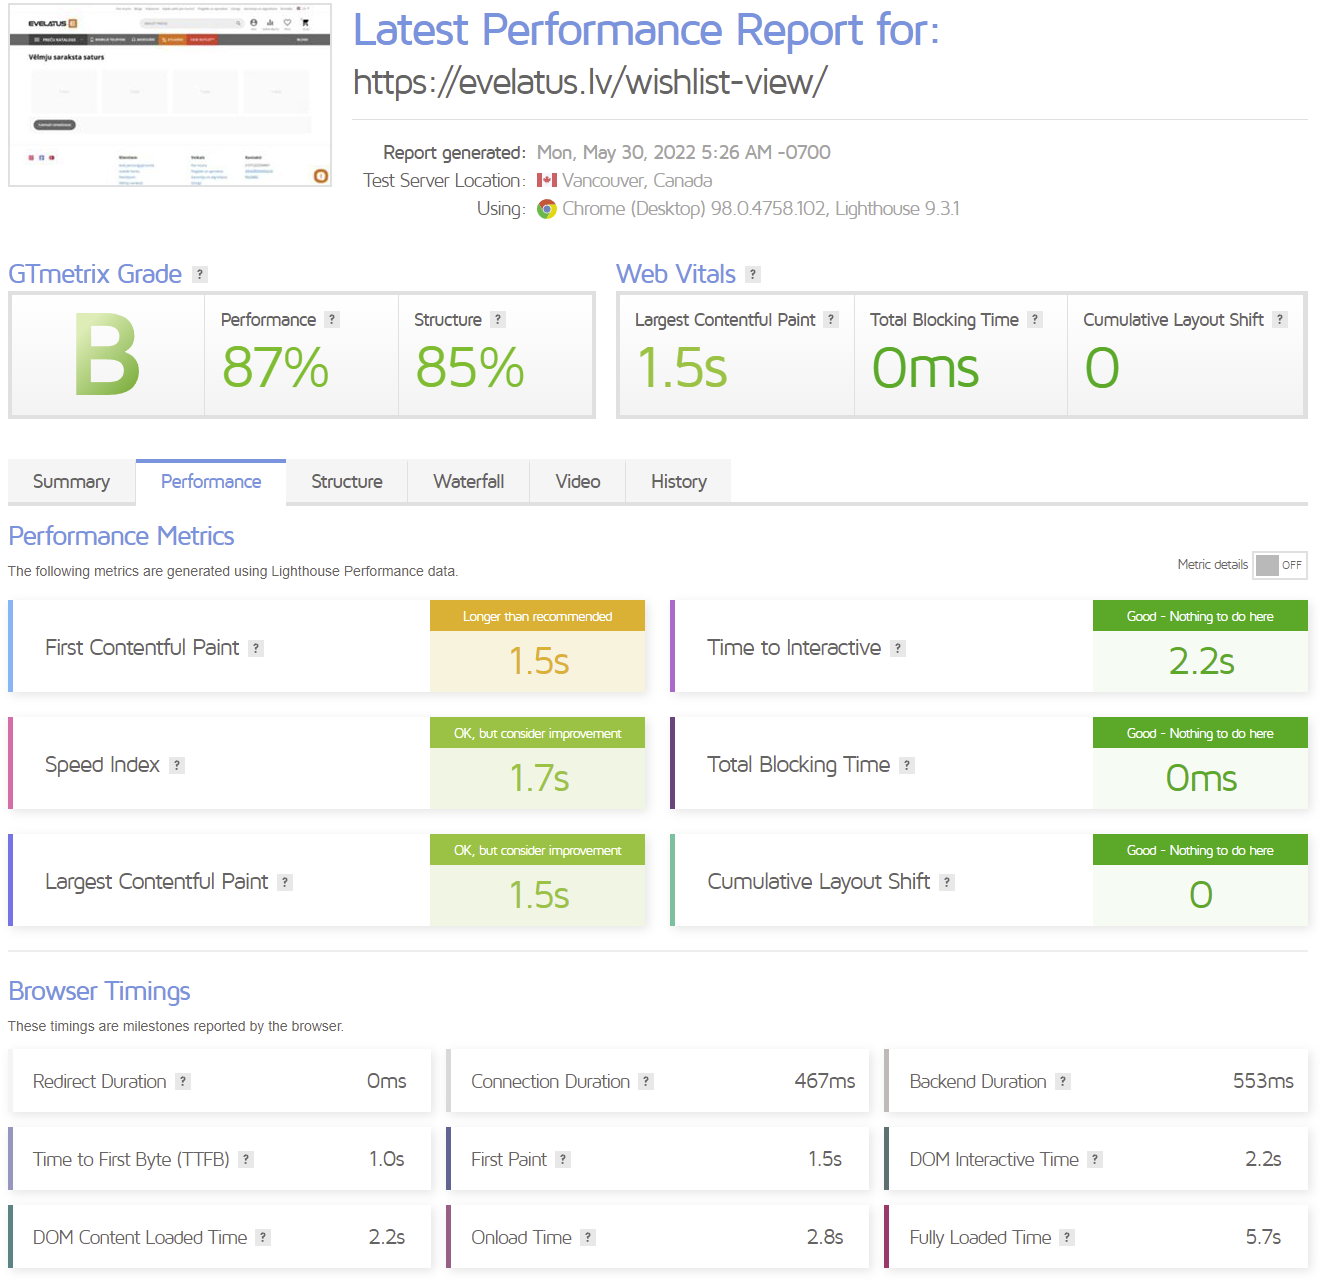 EVELATUS
PREČU KATALOGS
BLOGS
Vēlmju saraksta saturs
Klientiem
Veikals
Kontakti
Latest Performance Report for:
https://evelatus.lv/wishlist-view/
Report generated: Mon, May 30, 2022 5:26 AM -0700
Test Server Location: Vancouver, Canada
Using: Chrome (Desktop) 98.0.4758.102, Lighthouse 9.3.1
GTmetrix Grade ?
B
Performance ?
87%
Structure ?
85%
Web Vitals ?
Largest Contentful Paint ?
1.5s
Total Blocking Time ?
0ms
Cumulative Layout Shift ?
0
Summary Performance Structure Waterfall Video History
Performance Metrics
The following metrics are generated using Lighthouse Performance data.
Metric details OFF
First Contentful Paint ?
Longer than recommended
1.5s
Time to Interactive ?
Good - Nothing to do here
2.2s
Speed Index ?
OK, but consider improvement
1.7s
Total Blocking Time ?
Good - Nothing to do here
0ms
Largest Contentful Paint ?
OK, but consider improvement
1.5s
Cumulative Layout Shift ?
Good - Nothing to do here
0
Browser Timings
These timings are milestones reported by the browser.
Redirect Duration ? 0ms
Connection Duration ? 467ms
Backend Duration ? 553ms
Time to First Byte (TTFB) ? 1.0s
First Paint ? 1.5s
DOM Interactive Time ? 2.2s
DOM Content Loaded Time ? 2.2s
Onload Time ? 2.8s
Fully Loaded Time ? 5.7s